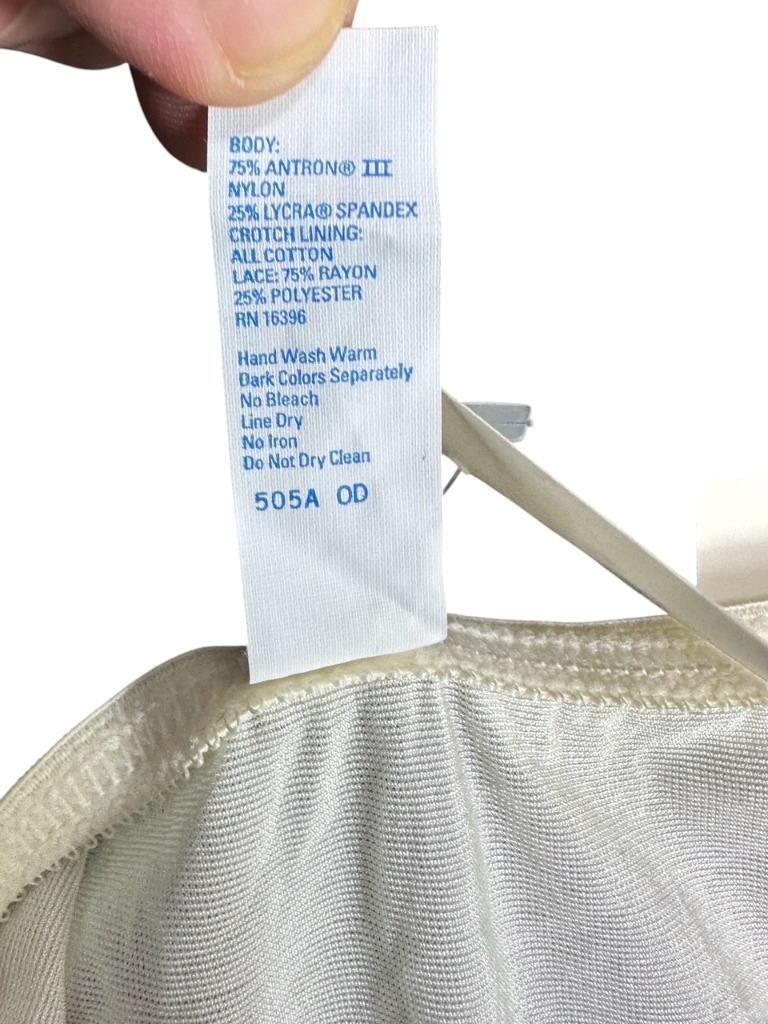 BODY:
75% ANTRON® III
NYLON
25% LYCRA® SPANDEX
CROTCH LINING:
ALL COTTON
LACE: 75% RAYON
25% POLYESTER
RN 16396
Hand Wash Warm
Dark Colors Separately
No Bleach
Line Dry
No Iron
Do Not Dry Clean
505A OD